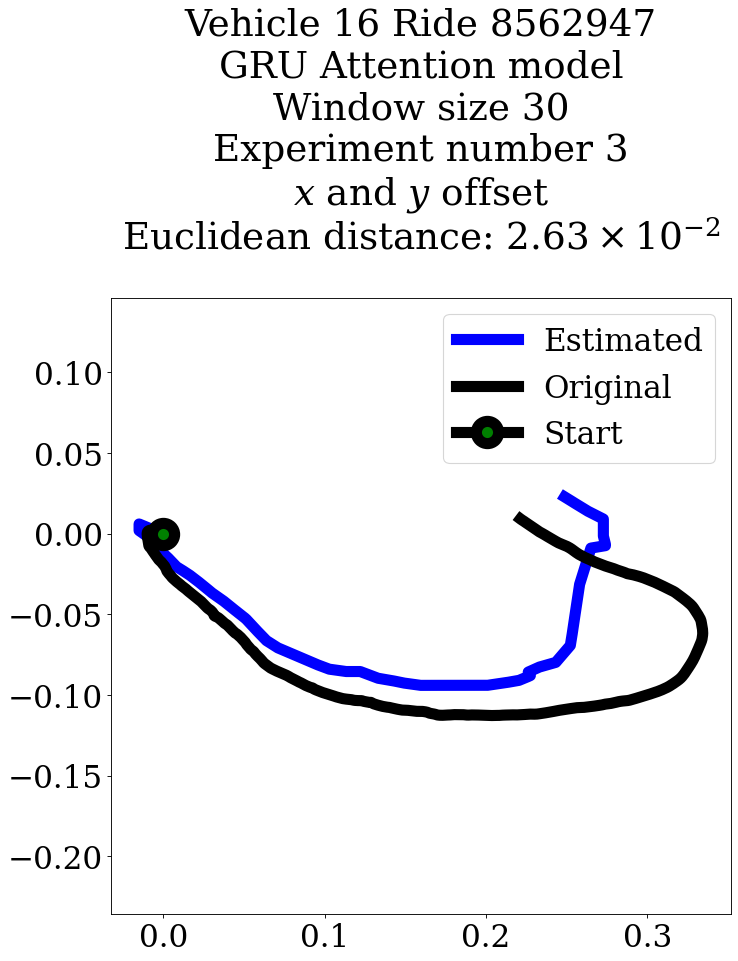 Vehicle 16 Ride 8562947
GRU Attention model
Window size 30
Experiment number 3
x and y offset
Euclidean distance: 2.63 × 10⁻²
Estimated
Original
Start
0.10
0.05
0.00
−0.05
−0.10
−0.15
−0.20
0.0 0.1 0.2 0.3